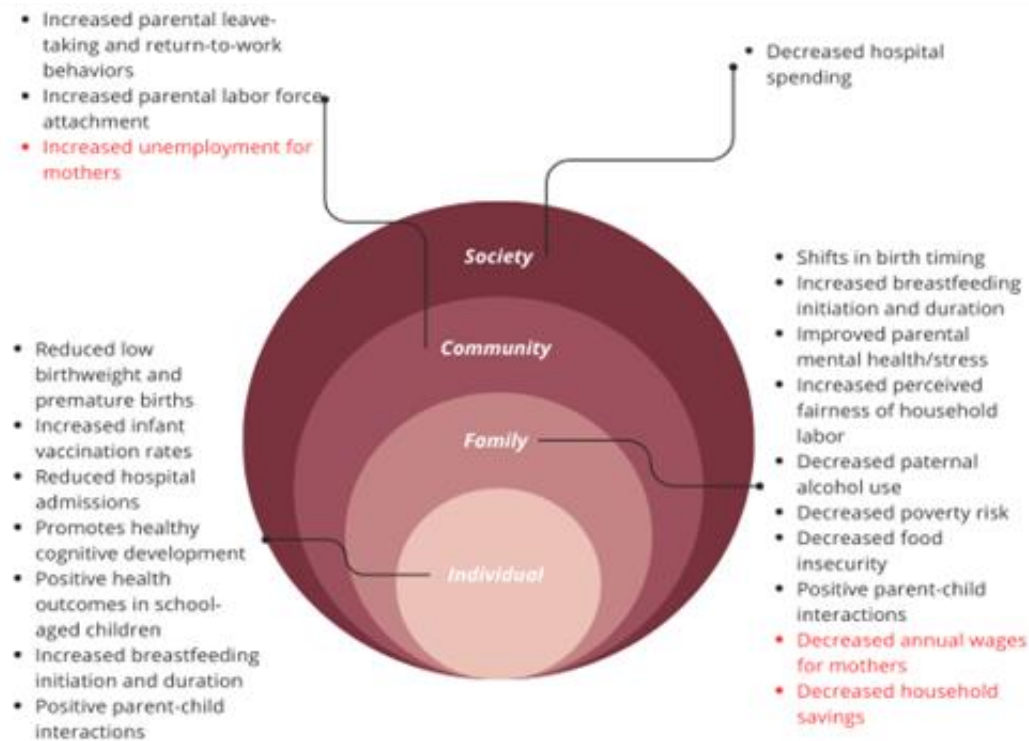 • Increased parental leave-
taking and return-to-work
behaviors
• Increased parental labor force
attachment
• Increased unemployment for
mothers
• Decreased hospital
spending
Society
Community
Family
Individual
• Reduced low
birthweight and
premature births
• Increased infant
vaccination rates
• Reduced hospital
admissions
• Promotes healthy
cognitive development
• Positive health
outcomes in school-
aged children
• Increased breastfeeding
initiation and duration
• Positive parent-child
interactions
• Shifts in birth timing
• Increased breastfeeding
initiation and duration
• Improved parental
mental health/stress
• Increased perceived
fairness of household
labor
• Decreased paternal
alcohol use
• Decreased poverty risk
• Decreased food
insecurity
• Positive parent-child
interactions
• Decreased annual wages
for mothers
• Decreased household
savings